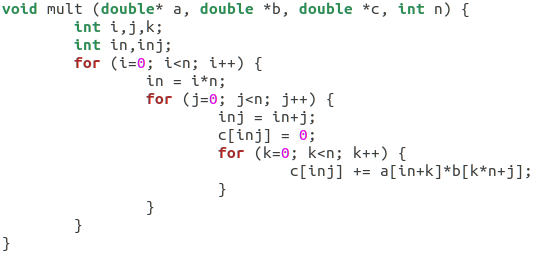 void mult (double* a, double *b, double *c, int n) {
        int i,j,k;
        int in,inj;
        for (i=0; i<n; i++) {
                in = i*n;
                for (j=0; j<n; j++) {
                        inj = in+j;
                        c[inj] = 0;
                        for (k=0; k<n; k++) {
                                c[inj] += a[in+k]*b[k*n+j];
                        }
                }
        }
}